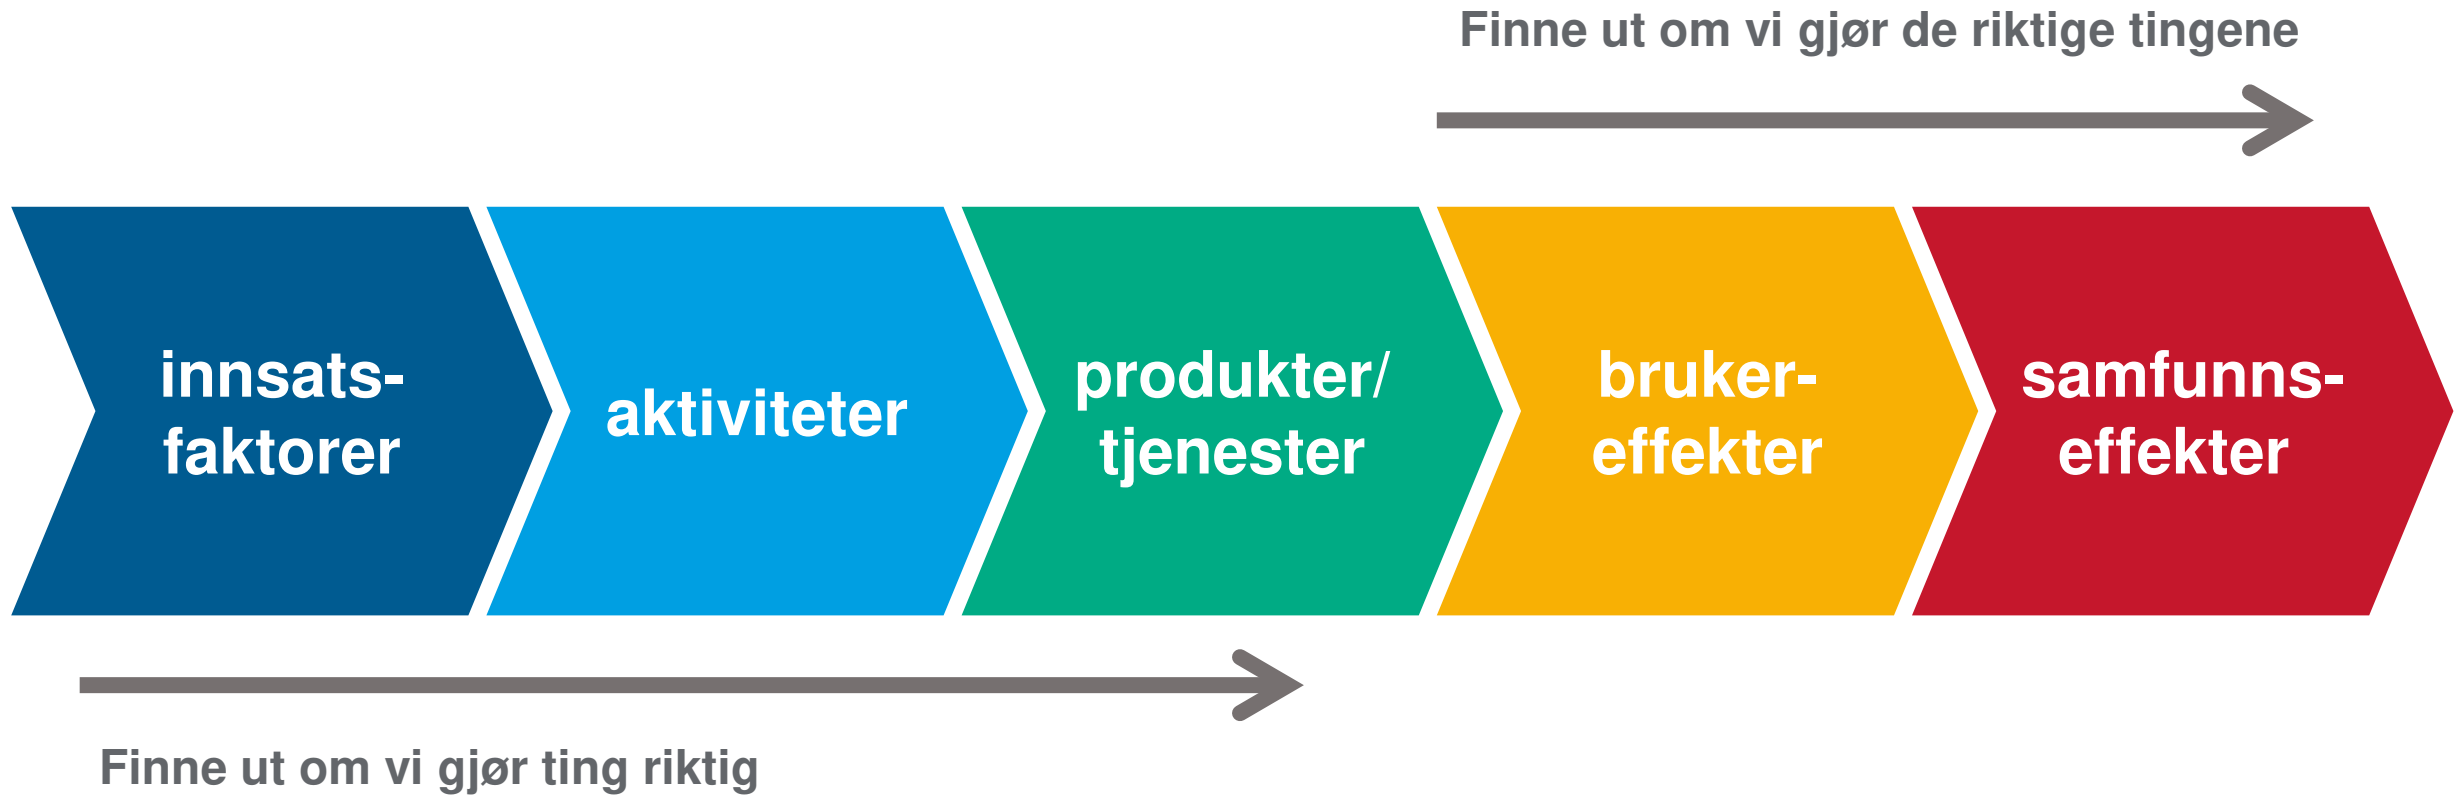 Finne ut om vi gjør de riktige tingene
innsats-
faktorer
aktiviteter
produkter/
tjenester
bruker-
effekter
samfunns-
effekter
Finne ut om vi gjør ting riktig